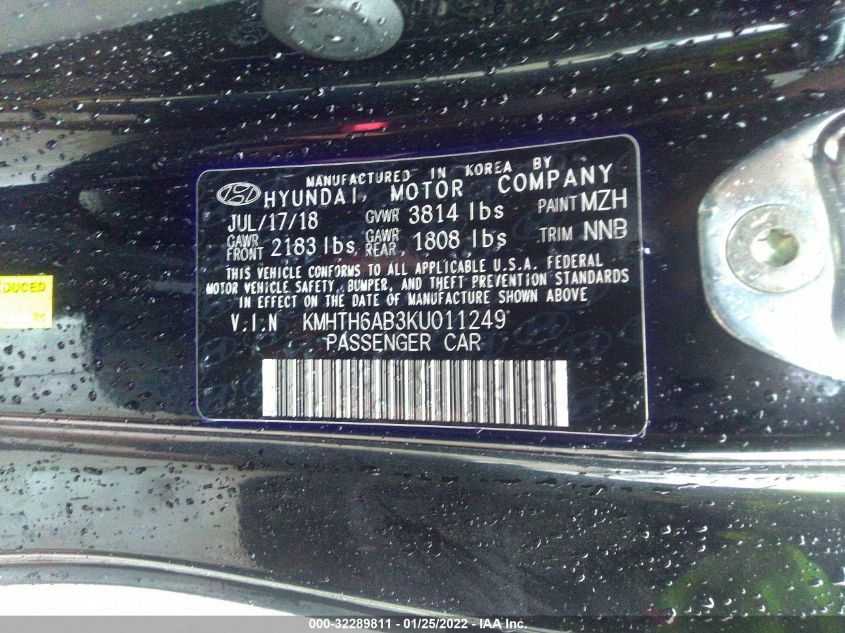 MANUFACTURED IN KOREA BY
HYUNDAI MOTOR COMPANY
JUL/17/18 GVWR 3814 lbs PAINT MZH
GAWR FRONT 2183 lbs GAWR REAR 1808 lbs TRIM NNB
THIS VEHICLE CONFORMS TO ALL APPLICABLE U.S.A. FEDERAL
MOTOR VEHICLE SAFETY, BUMPER, AND THEFT PREVENTION STANDARDS
IN EFFECT ON THE DATE OF MANUFACTURE SHOWN ABOVE
V.I.N KMHTH6AB3KU011249
PASSENGER CAR
000-32289811 - 01/25/2022 - IAA Inc.